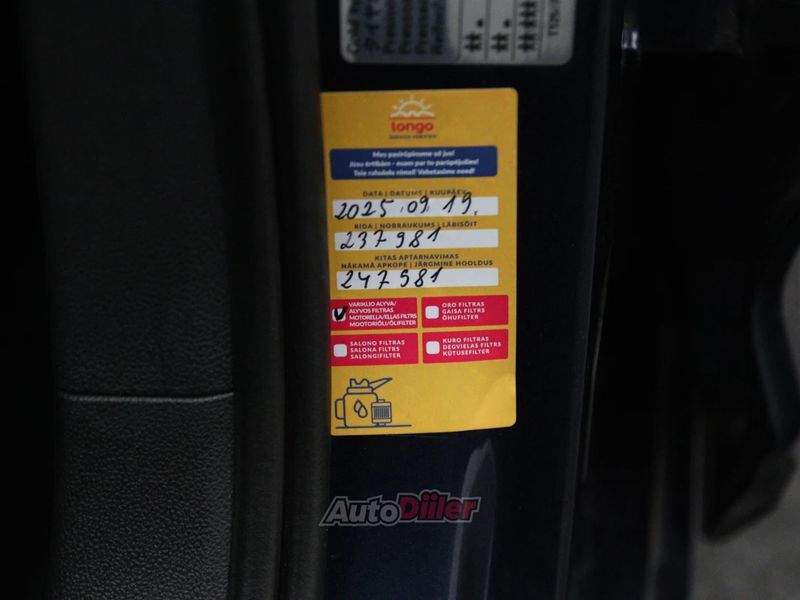 longo
Mes pasirūpinome už jus!
Jūsu ērtībām - esam par to parūpējušies!
Teie rahulolu nimel! Vahetasime need!
DATA | DATUMS | KUUPÄEV
2025.09.19.
RIDA | NOBRAUKUMS | LÄBISÕIT
237981
KITAS APTARNAVIMAS
NĀKAMĀ APKOPE | JÄRGMINE HOOLDUS
247981
VARIKLIO ALYVA/
ALYVOS FILTRAS
MOTOREĻĻA/EĻĻAS FILTRS
MOOTORIÕLI/ÕLIFILTER
ORO FILTRAS
GAISA FILTRS
ÕHUFILTER
SALONO FILTRAS
SALONA FILTRS
SALONGIFILTER
KURO FILTRAS
DEGVIELAS FILTRS
KÜTUSEFILTER
AutoDiiler